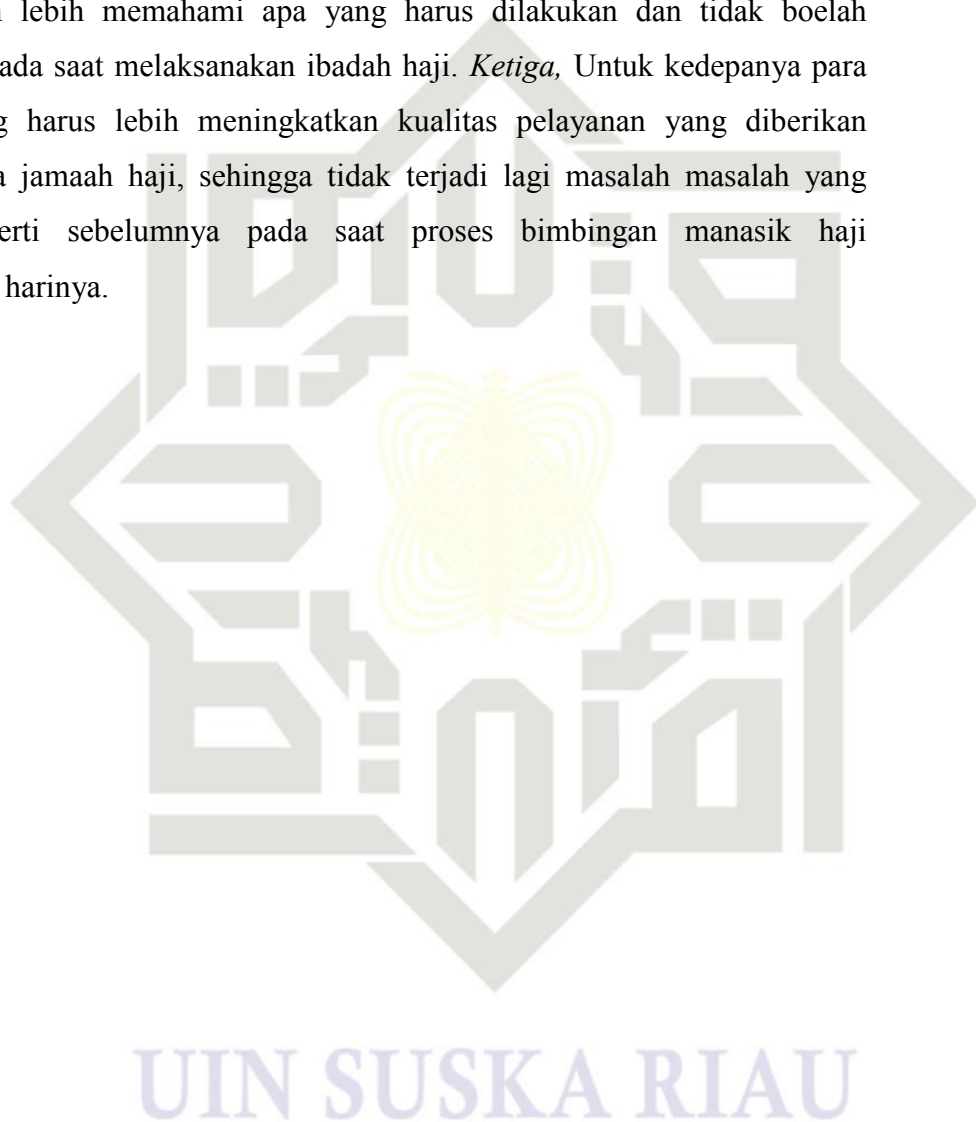 lebih memahami apa yang harus dilakukan dan tidak boelah
ada saat melaksanakan ibadah haji. Ketiga, Untuk kedepanya para
harus lebih meningkatkan kualitas pelayanan yang diberikan
jamaah haji, sehingga tidak terjadi lagi masalah masalah yang
erti sebelumnya pada saat proses bimbingan manasik haji
harinya.
UIN SUSKA RIAU